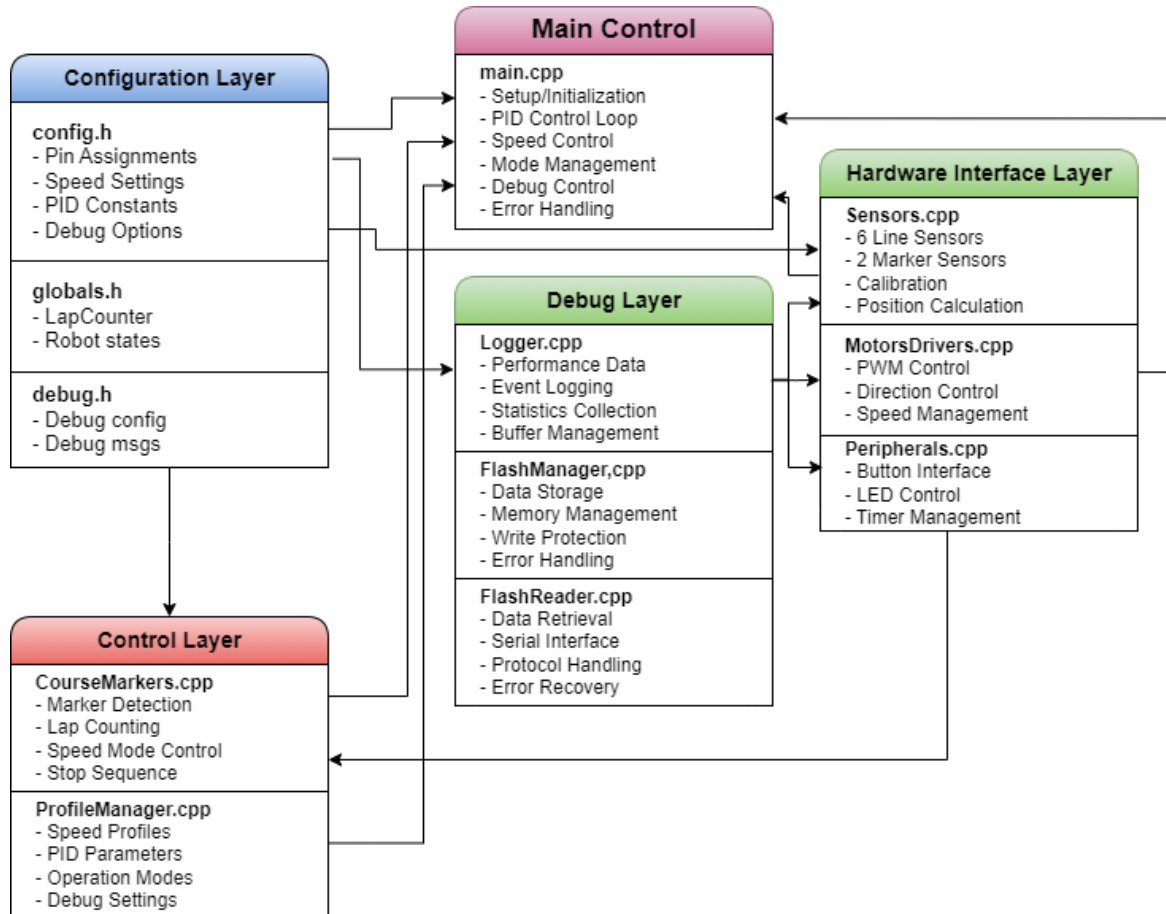 Main Control
main.cpp
- Setup/Initialization
- PID Control Loop
- Speed Control
- Mode Management
- Debug Control
- Error Handling
Configuration Layer
config.h
- Pin Assignments
- Speed Settings
- PID Constants
- Debug Options
globals.h
- LapCounter
- Robot states
debug.h
- Debug config
- Debug msgs
Hardware Interface Layer
Sensors.cpp
- 6 Line Sensors
- 2 Marker Sensors
- Calibration
- Position Calculation
MotorsDrivers.cpp
- PWM Control
- Direction Control
- Speed Management
Peripherals.cpp
- Button Interface
- LED Control
- Timer Management
Debug Layer
Logger.cpp
- Performance Data
- Event Logging
- Statistics Collection
- Buffer Management
FlashManager,cpp
- Data Storage
- Memory Management
- Write Protection
- Error Handling
FlashReader.cpp
- Data Retrieval
- Serial Interface
- Protocol Handling
- Error Recovery
Control Layer
CourseMarkers.cpp
- Marker Detection
- Lap Counting
- Speed Mode Control
- Stop Sequence
ProfileManager.cpp
- Speed Profiles
- PID Parameters
- Operation Modes
- Debug Settings